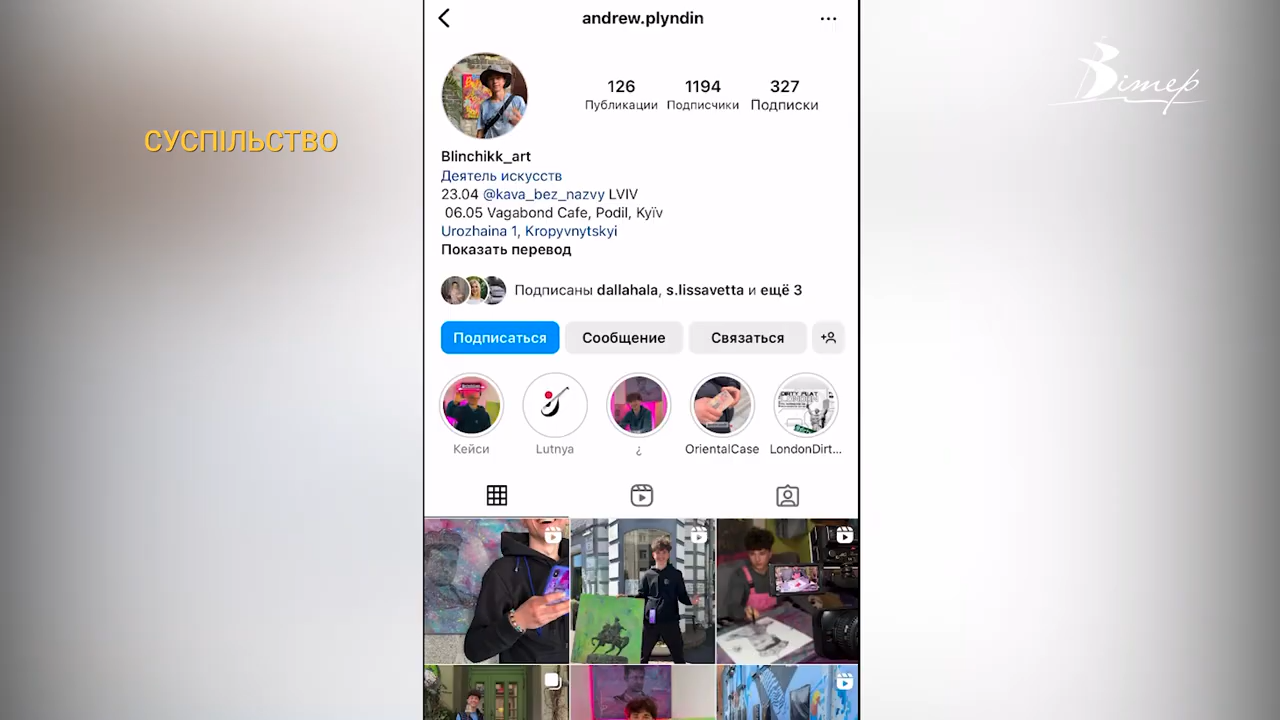 andrew.plyndin
Вітер
СУСПІЛЬСТВО
126 1194 327
Публикации Подписчики Подписки
Blinchikk_art
Деятель искусств
23.04 @kava_bez_nazvy LVIV
06.05 Vagabond Cafe, Podil, Kyïv
Urozhaina 1, Kropyvnytskyi
Показать перевод
Подписаны dallahala, s.lissavetta и ещё 3
Подписаться Сообщение Связаться
Кейси Lutnya ¿ OrientalCase LondonDirt...